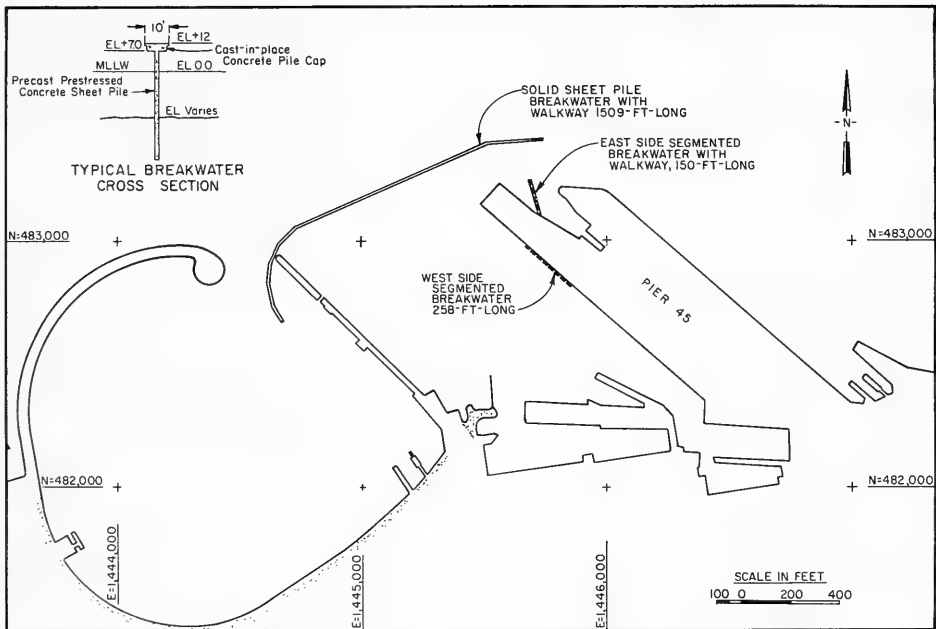 10'
EL+12
EL+7.0
Cast-in-place
Concrete Pile Cap
MLLW
EL 0.0
Precast Prestressed
Concrete Sheet Pile
EL Varies
TYPICAL BREAKWATER
CROSS SECTION
SOLID SHEET PILE
BREAKWATER WITH
WALKWAY 1509-FT-LONG
-N-
EAST SIDE SEGMENTED
BREAKWATER WITH
WALKWAY, 150-FT-LONG
N=483,000
N=483,000
WEST SIDE
SEGMENTED
BREAKWATER
258-FT-LONG
PIER 45
N=482,000
N=482,000
E=1,444,000
E=1,445,000
E=1,446,000
SCALE IN FEET
100 0 200 400